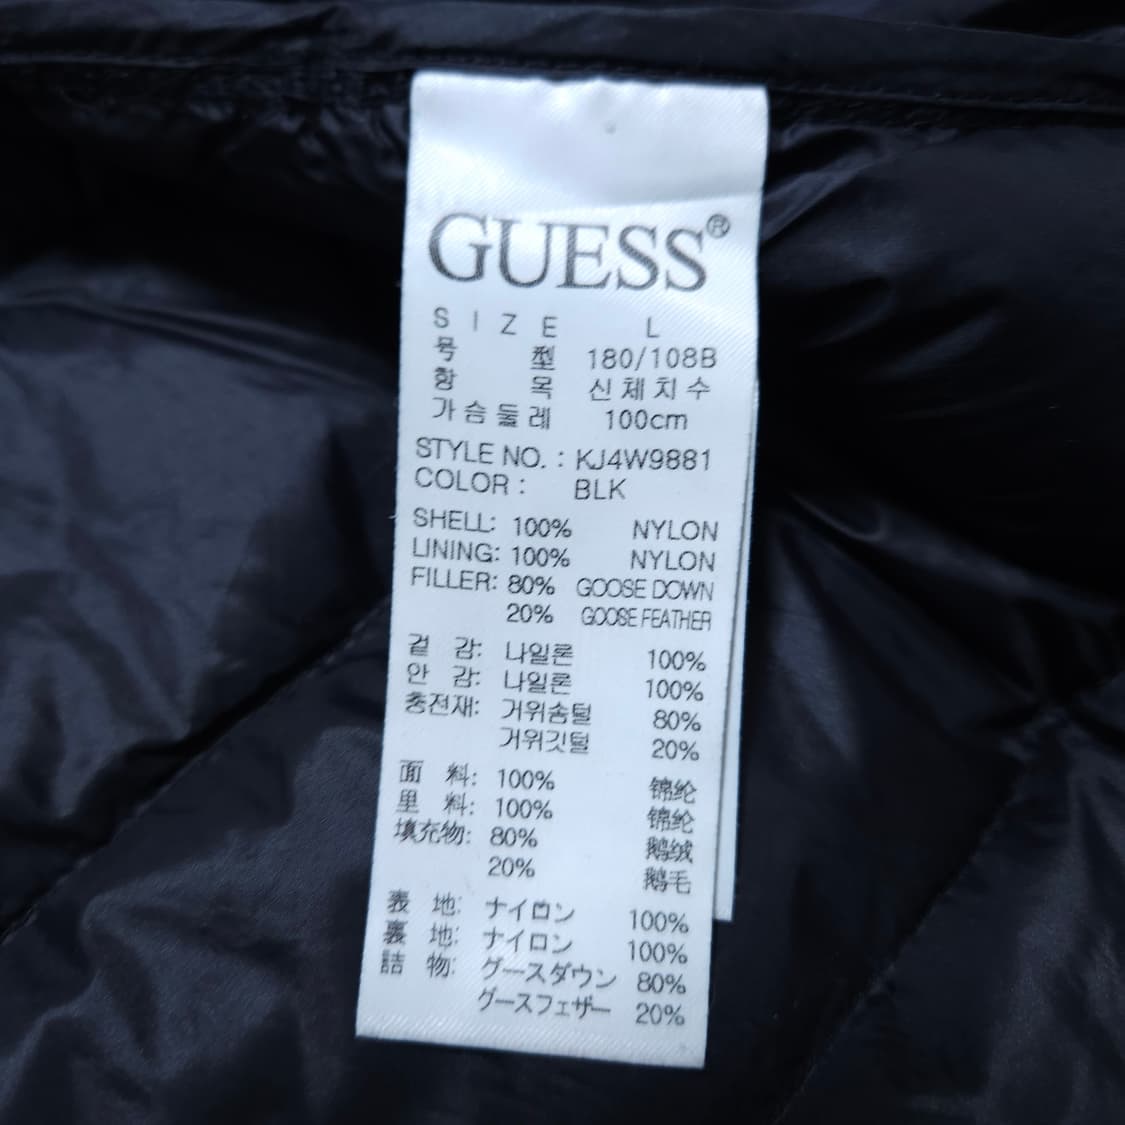 GUESS®
SIZE L
号 型 180/108B
항 목 신체치수
가슴둘레 100cm
STYLE NO. : KJ4W9881
COLOR : BLK
SHELL: 100% NYLON
LINING: 100% NYLON
FILLER: 80% GOOSE DOWN
20% GOOSE FEATHER
겉 감: 나일론 100%
안 감: 나일론 100%
충전재: 거위솜털 80%
거위깃털 20%
面 料: 100% 锦纶
里 料: 100% 锦纶
填充物: 80% 鹅绒
20% 鹅毛
表 地: ナイロン 100%
裏 地: ナイロン 100%
詰 物: グースダウン 80%
グースフェザー 20%